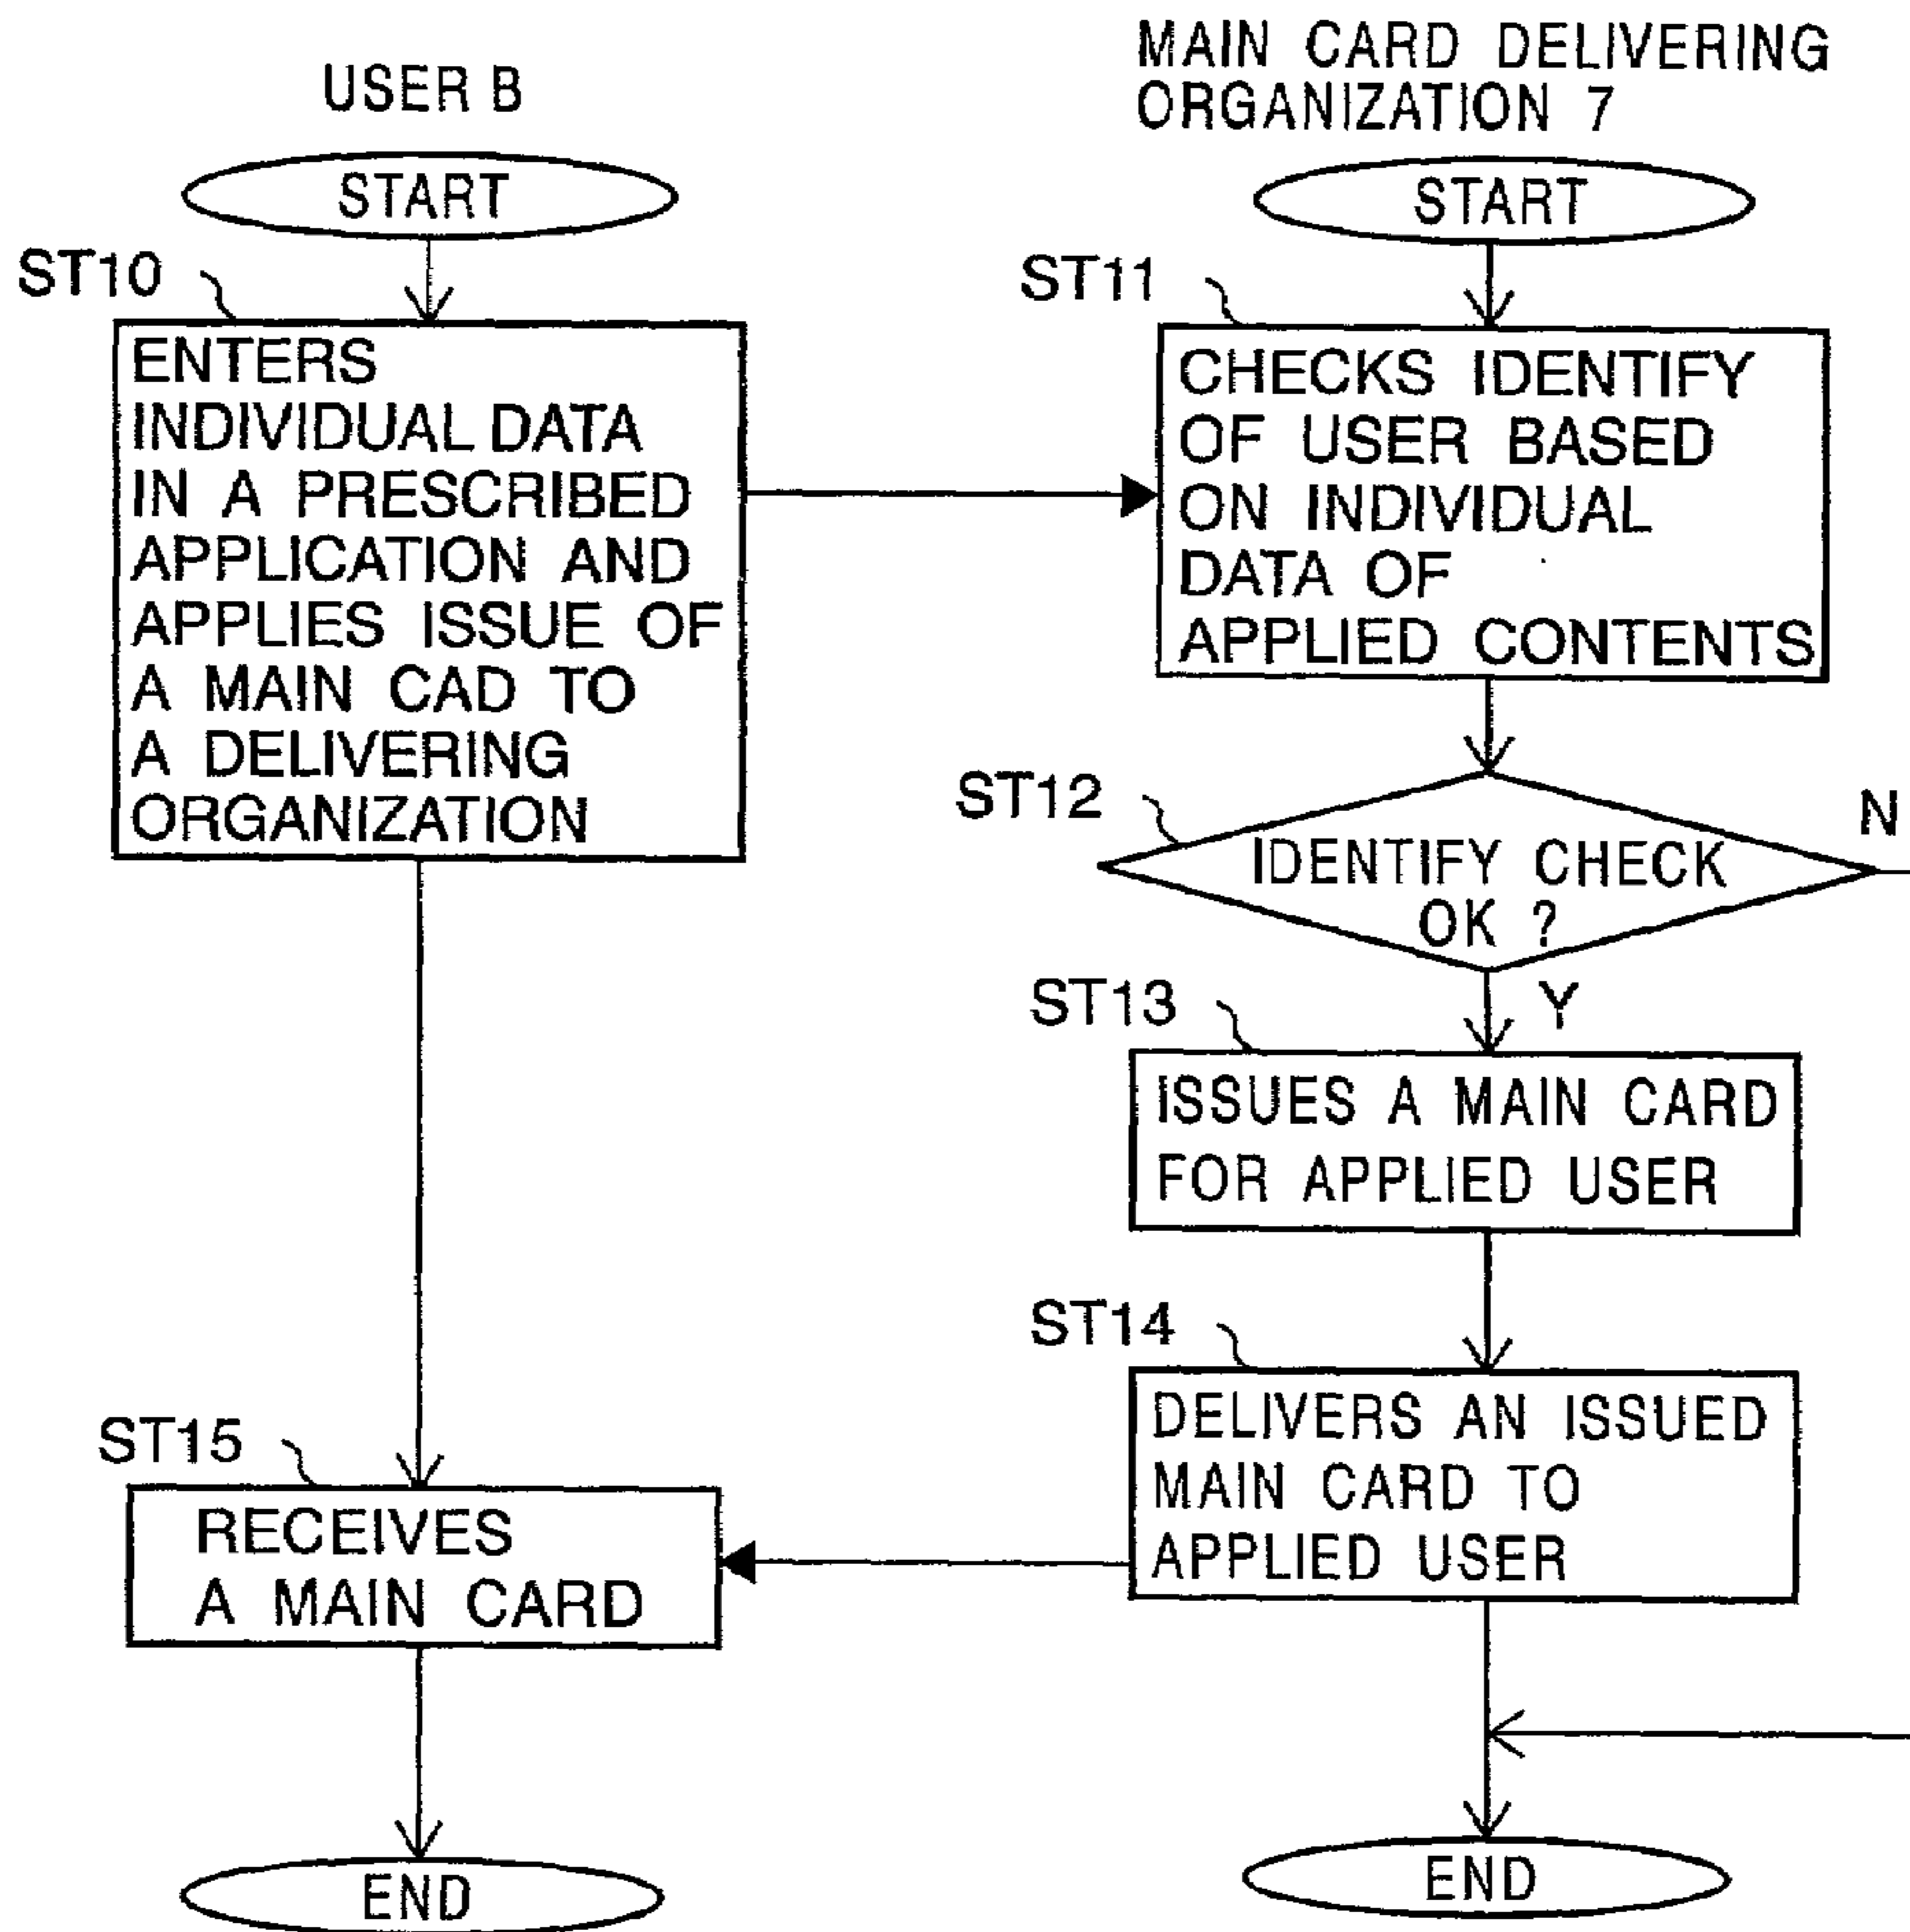 USER B
START
ST10
ENTERS
INDIVIDUAL DATA
IN A PRESCRIBED
APPLICATION AND
APPLIES ISSUE OF
A MAIN CAD TO
A DELIVERING
ORGANIZATION
ST15
RECEIVES
A MAIN CARD
END
MAIN CARD DELIVERING
ORGANIZATION 7
START
ST11
CHECKS IDENTIFY
OF USER BASED
ON INDIVIDUAL
DATA OF
APPLIED CONTENTS
ST12
IDENTIFY CHECK
OK ?
N
Y
ST13
ISSUES A MAIN CARD
FOR APPLIED USER
ST14
DELIVERS AN ISSUED
MAIN CARD TO
APPLIED USER
END